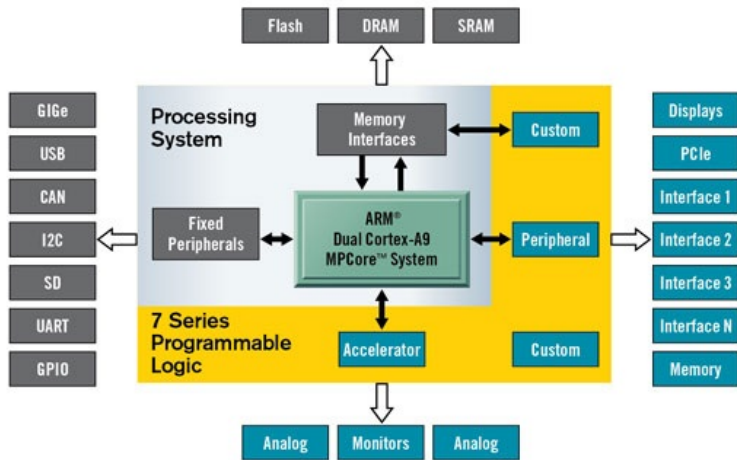 Flash
DRAM
SRAM
GIGe
USB
CAN
I2C
SD
UART
GPIO
Processing
System
Memory
Interfaces
Custom
Fixed
Peripherals
ARM®
Dual Cortex-A9
MPCore™ System
Peripheral
7 Series
Programmable
Logic
Accelerator
Custom
Displays
PCIe
Interface 1
Interface 2
Interface 3
Interface N
Memory
Analog
Monitors
Analog